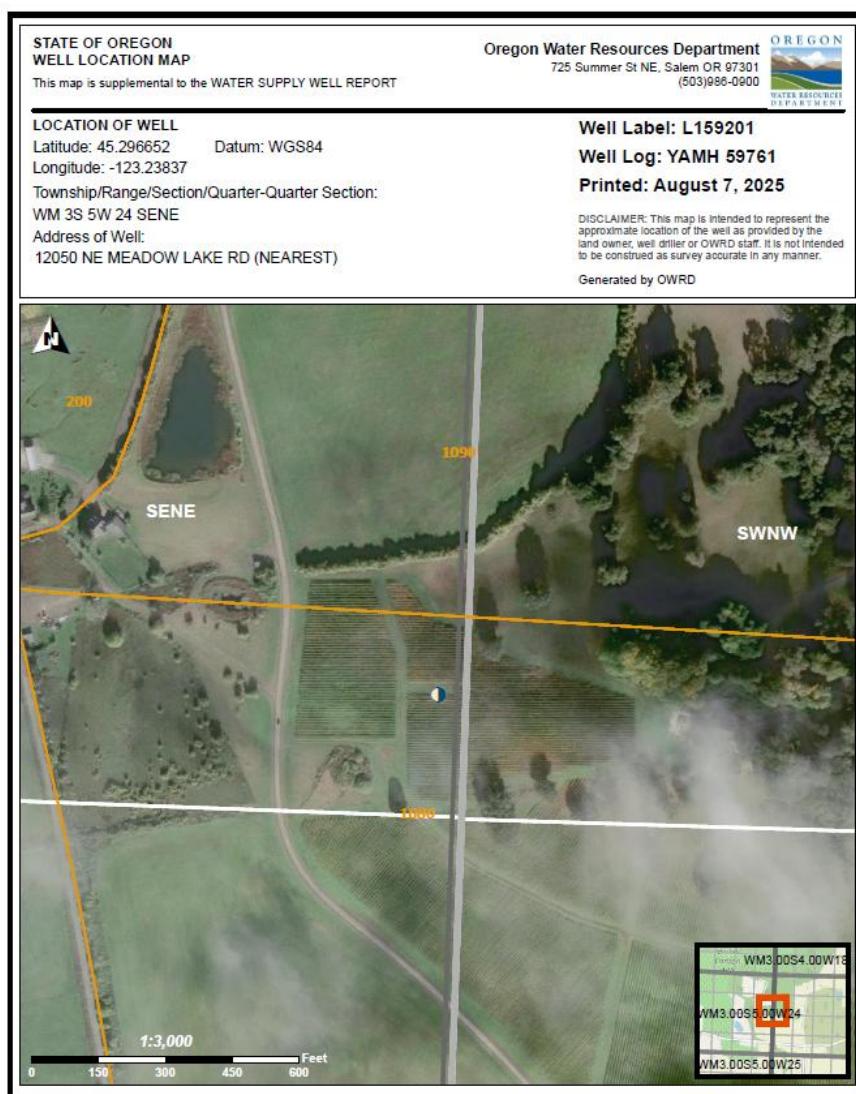 STATE OF OREGON
WELL LOCATION MAP
This map is supplemental to the WATER SUPPLY WELL REPORT
Oregon Water Resources Department
725 Summer St NE, Salem OR 97301
(503)986-0900
OREGON
WATER RESOURCES
DEPARTMENT
LOCATION OF WELL
Latitude: 45.296652 Datum: WGS84
Longitude: -123.23837
Township/Range/Section/Quarter-Quarter Section:
WM 3S 5W 24 SENE
Address of Well:
12050 NE MEADOW LAKE RD (NEAREST)
Well Label: L159201
Well Log: YAMH 59761
Printed: August 7, 2025
DISCLAIMER: This map is intended to represent the
approximate location of the well as provided by the
land owner, well driller or OWRD staff. It is not intended
to be construed as survey accurate in any manner.
Generated by OWRD
N
200
1090
SENE
SWNW
WM3.00S4.00W18
WM3.00S5.00W24
WM3.00S5.00W25
1:3,000
Feet
0 150 300 450 600